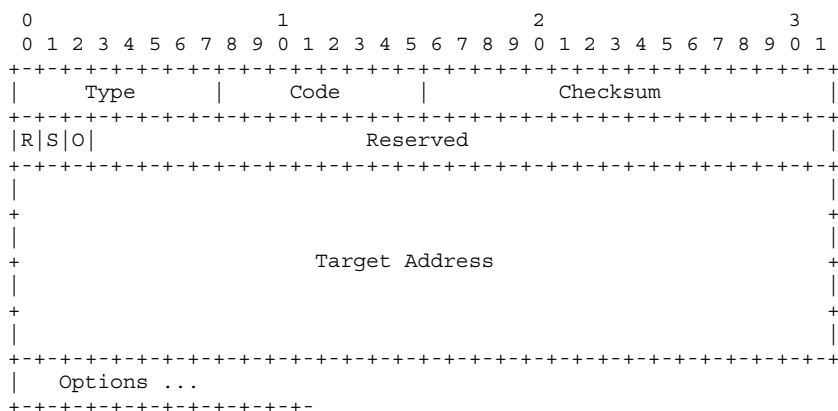 0                   1                   2                   3
 0 1 2 3 4 5 6 7 8 9 0 1 2 3 4 5 6 7 8 9 0 1 2 3 4 5 6 7 8 9 0 1
+-+-+-+-+-+-+-+-+-+-+-+-+-+-+-+-+-+-+-+-+-+-+-+-+-+-+-+-+-+-+-+-+
|     Type      |     Code      |          Checksum             |
+-+-+-+-+-+-+-+-+-+-+-+-+-+-+-+-+-+-+-+-+-+-+-+-+-+-+-+-+-+-+-+-+
|R|S|O|                     Reserved                            |
+-+-+-+-+-+-+-+-+-+-+-+-+-+-+-+-+-+-+-+-+-+-+-+-+-+-+-+-+-+-+-+-+
|                                                               |
+                                                               +
|                                                               |
+                       Target Address                          +
|                                                               |
+                                                               +
|                                                               |
+-+-+-+-+-+-+-+-+-+-+-+-+-+-+-+-+-+-+-+-+-+-+-+-+-+-+-+-+-+-+-+-+
|   Options ...
+-+-+-+-+-+-+-+-+-+-+-+-